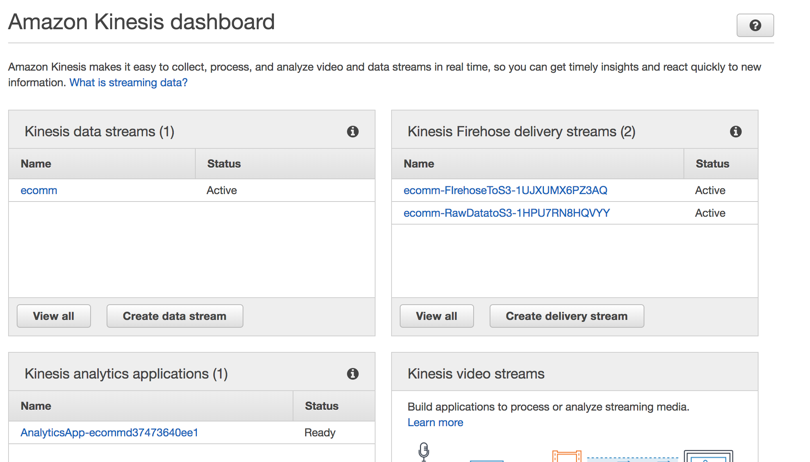 Amazon Kinesis dashboard
Amazon Kinesis makes it easy to collect, process, and analyze video and data streams in real time, so you can get timely insights and react quickly to new
information. What is streaming data?
Kinesis data streams (1)
Name Status
ecomm Active
View all Create data stream
Kinesis Firehose delivery streams (2)
Name Status
ecomm-FIrehoseToS3-1UJXUMX6PZ3AQ Active
ecomm-RawDatatoS3-1HPU7RN8HQVYY Active
View all Create delivery stream
Kinesis analytics applications (1)
Name Status
AnalyticsApp-ecommd37473640ee1 Ready
Kinesis video streams
Build applications to process or analyze streaming media.
Learn more